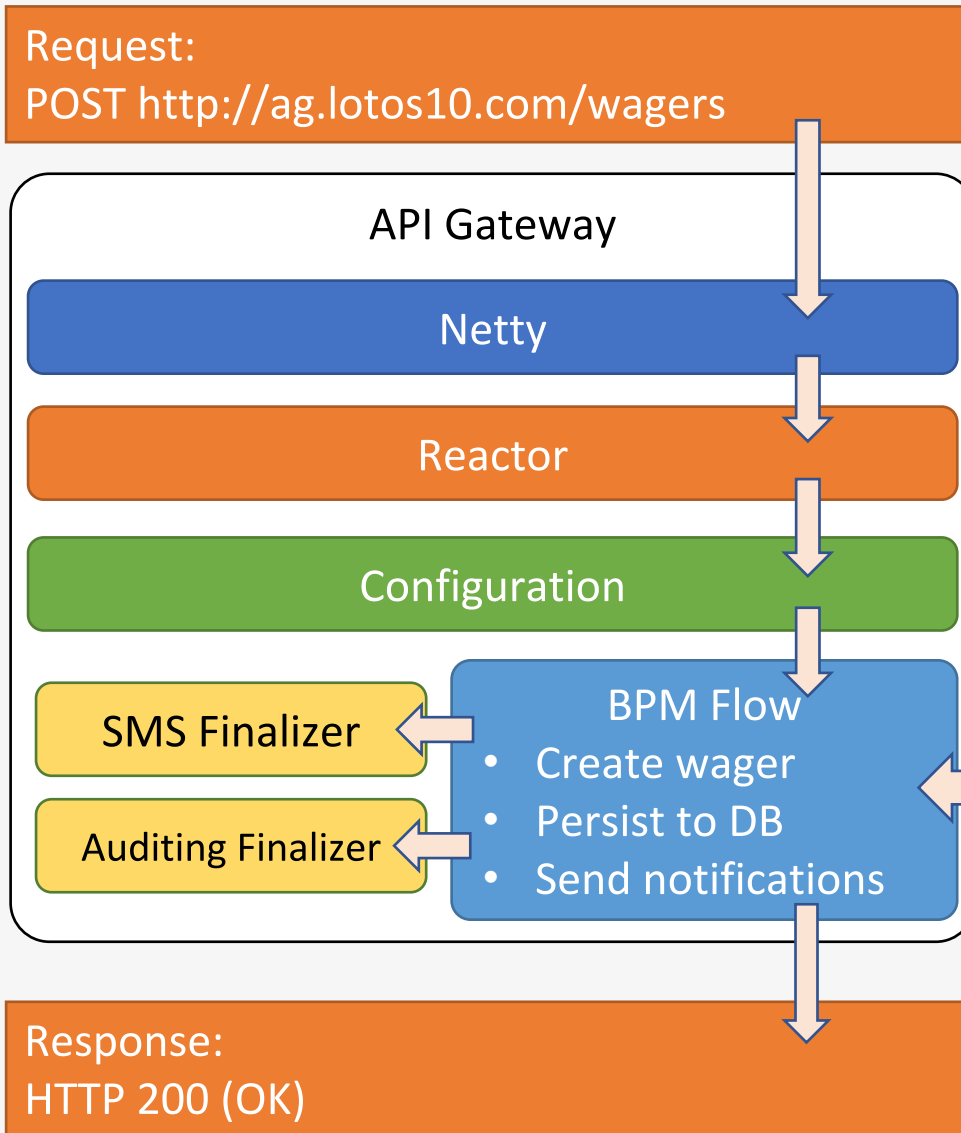 Request:
POST http://ag.lotos10.com/wagers
API Gateway
Netty
Reactor
Configuration
SMS Finalizer
Auditing Finalizer
BPM Flow
• Create wager
• Persist to DB
• Send notifications
Response:
HTTP 200 (OK)